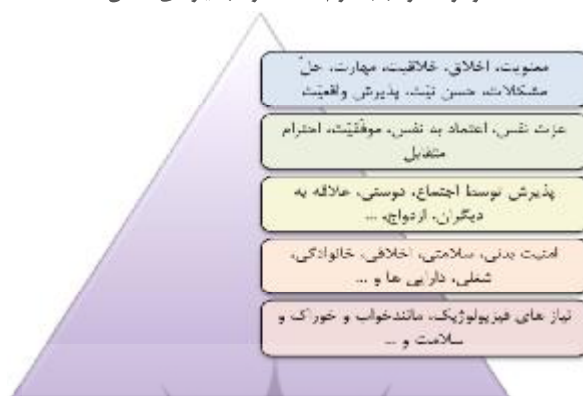 معنویت، اخلاق، خلاقیت، مهارت، حلّ
مشکلات، حسن نیّت، پذیرش واقعیّت
عزت نفس، اعتماد به نفس، موفّقیّت، احترام
متقابل
پذیرش توسط اجتماع، دوستی، علاقه به
دیگران، ازدواج، ...
امنیت بدنی، سلامتی، اخلاقی، خانوادگی،
شغلی، دارایی ها و ...
نیاز های فیزیولوژیک، مانندخواب و خوراک و
سلامت و ...